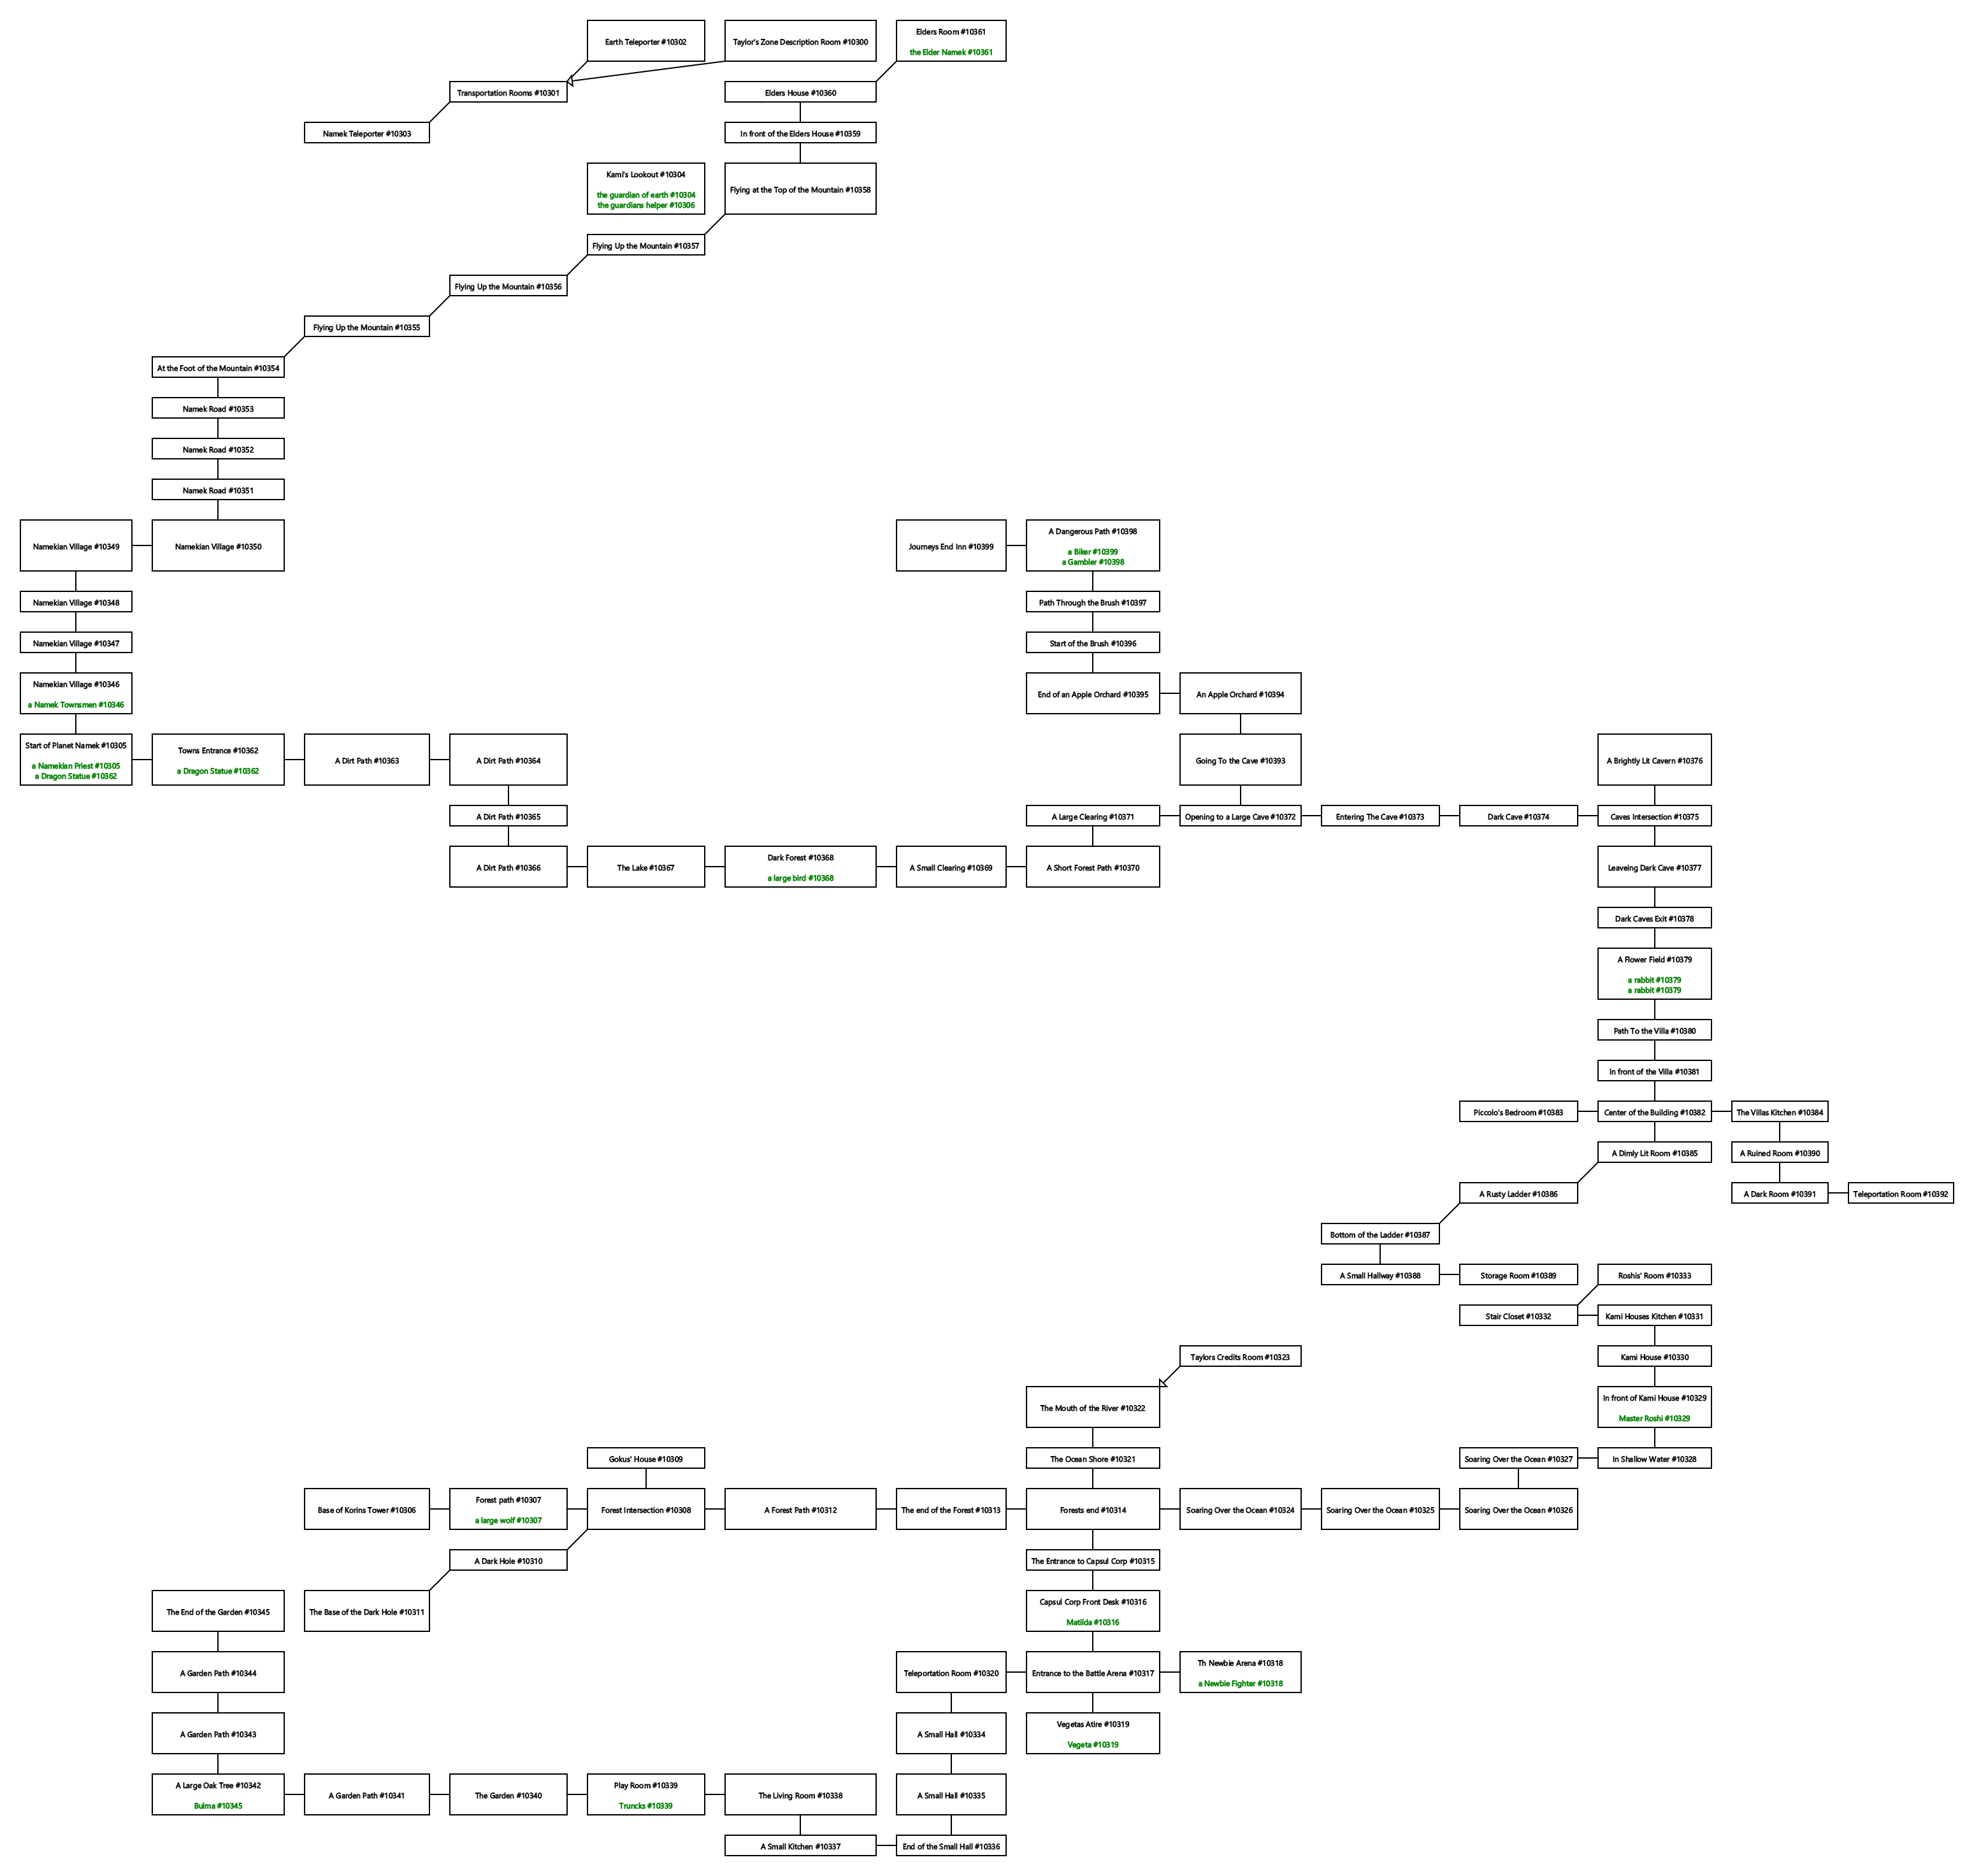 Earth Teleporter #10302
Taylor's Zone Description Room #10300
Elders Room #10361
the Elder Namek #10361
Transportation Rooms #10301
Elders House #10360
Namek Teleporter #10303
In front of the Elders House #10359
Kami's Lookout #10304
the guardian of earth #10304
the guardians helper #10306
Flying at the Top of the Mountain #10358
Flying Up the Mountain #10357
Flying Up the Mountain #10356
Flying Up the Mountain #10355
At the Foot of the Mountain #10354
Namek Road #10353
Namek Road #10352
Namek Road #10351
Namekian Village #10349
Namekian Village #10350
Journeys End Inn #10399
A Dangerous Path #10398
a Biker #10399
a Gambler #10398
Namekian Village #10348
Path Through the Brush #10397
Namekian Village #10347
Start of the Brush #10396
Namekian Village #10346
a Namek Townsmen #10346
End of an Apple Orchard #10395
An Apple Orchard #10394
Start of Planet Namek #10305
a Namekian Priest #10305
a Dragon Statue #10362
Towns Entrance #10362
a Dragon Statue #10362
A Dirt Path #10363
A Dirt Path #10364
Going To the Cave #10393
A Brightly Lit Cavern #10376
A Dirt Path #10365
A Large Clearing #10371
Opening to a Large Cave #10372
Entering The Cave #10373
Dark Cave #10374
Caves Intersection #10375
A Dirt Path #10366
The Lake #10367
Dark Forest #10368
a large bird #10368
A Small Clearing #10369
A Short Forest Path #10370
Leaveing Dark Cave #10377
Dark Caves Exit #10378
A Flower Field #10379
a rabbit #10379
a rabbit #10379
Path To the Villa #10380
In front of the Villa #10381
Piccolo's Bedroom #10383
Center of the Building #10382
The Villas Kitchen #10384
A Dimly Lit Room #10385
A Ruined Room #10390
A Rusty Ladder #10386
A Dark Room #10391
Teleportation Room #10392
Bottom of the Ladder #10387
A Small Hallway #10388
Storage Room #10389
Roshis' Room #10333
Stair Closet #10332
Kami Houses Kitchen #10331
Taylors Credits Room #10323
Kami House #10330
The Mouth of the River #10322
In front of Kami House #10329
Master Roshi #10329
Gokus' House #10309
The Ocean Shore #10321
Soaring Over the Ocean #10327
In Shallow Water #10328
Base of Korins Tower #10306
Forest path #10307
a large wolf #10307
Forest Intersection #10308
A Forest Path #10312
The end of the Forest #10313
Forests end #10314
Soaring Over the Ocean #10324
Soaring Over the Ocean #10325
Soaring Over the Ocean #10326
A Dark Hole #10310
The Entrance to Capsul Corp #10315
The End of the Garden #10345
The Base of the Dark Hole #10311
Capsul Corp Front Desk #10316
Matilda #10316
A Garden Path #10344
Teleportation Room #10320
Entrance to the Battle Arena #10317
Th Newbie Arena #10318
a Newbie Fighter #10318
A Garden Path #10343
A Small Hall #10334
Vegetas Atire #10319
Vegeta #10319
A Large Oak Tree #10342
Bulma #10345
A Garden Path #10341
The Garden #10340
Play Room #10339
Truncks #10339
The Living Room #10338
A Small Hall #10335
A Small Kitchen #10337
End of the Small Hall #10336